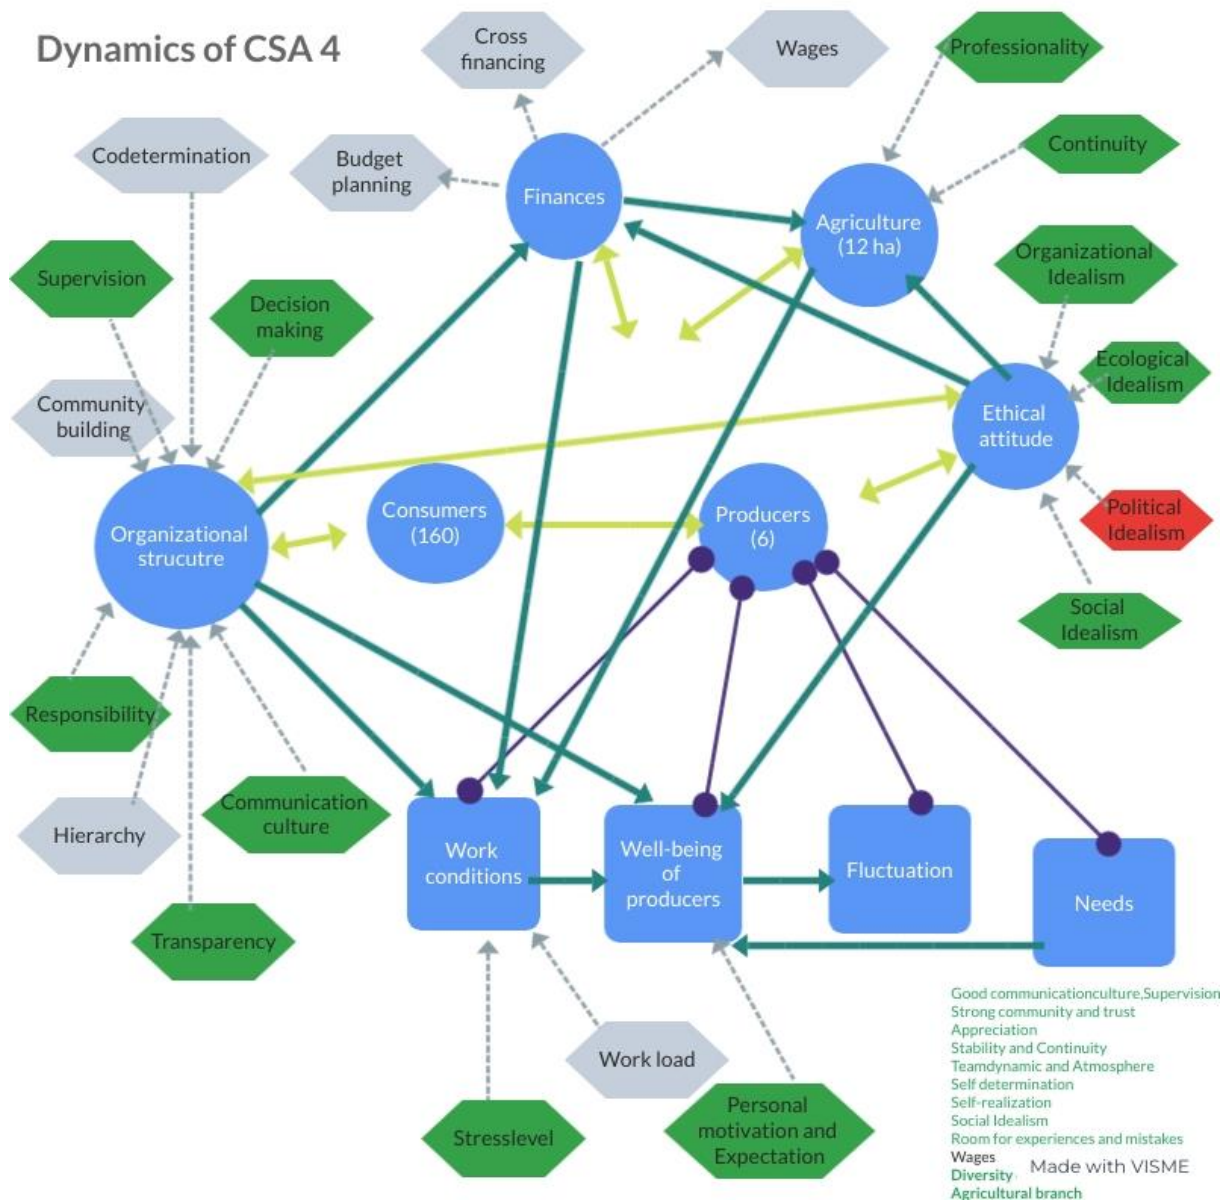 Dynamics of CSA 4
Cross
financing
Wages
Professionality
Codetermination
Budget
planning
Continuity
Finances
Agriculture
(12 ha)
Supervision
Decision
making
Organizational
Idealism
Community
building
Ecological
Idealism
Ethical
attitude
Organizational
strucutre
Consumers
(160)
Producers
(6)
Political
Idealism
Social
Idealism
Responsibility
Hierarchy
Communication
culture
Transparency
Work
conditions
Well-being
of
producers
Fluctuation
Needs
Work load
Stresslevel
Personal
motivation and
Expectation
Good communicationculture,Supervision
Strong community and trust
Appreciation
Stability and Continuity
Teamdynamic and Atmosphere
Self determination
Self-realization
Social Idealism
Room for experiences and mistakes
Wages
Diversity
Agricultural branch
Made with VISME